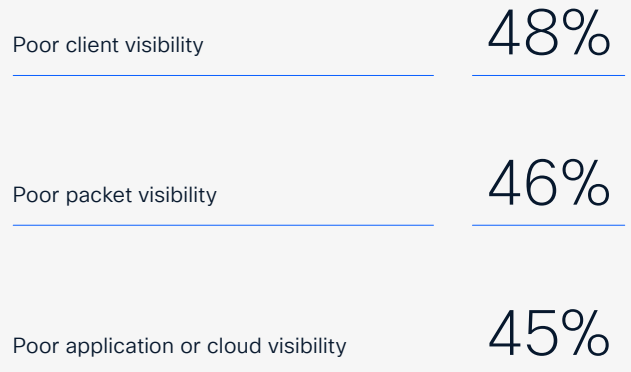 Poor client visibility 48%
Poor packet visibility 46%
Poor application or cloud visibility 45%